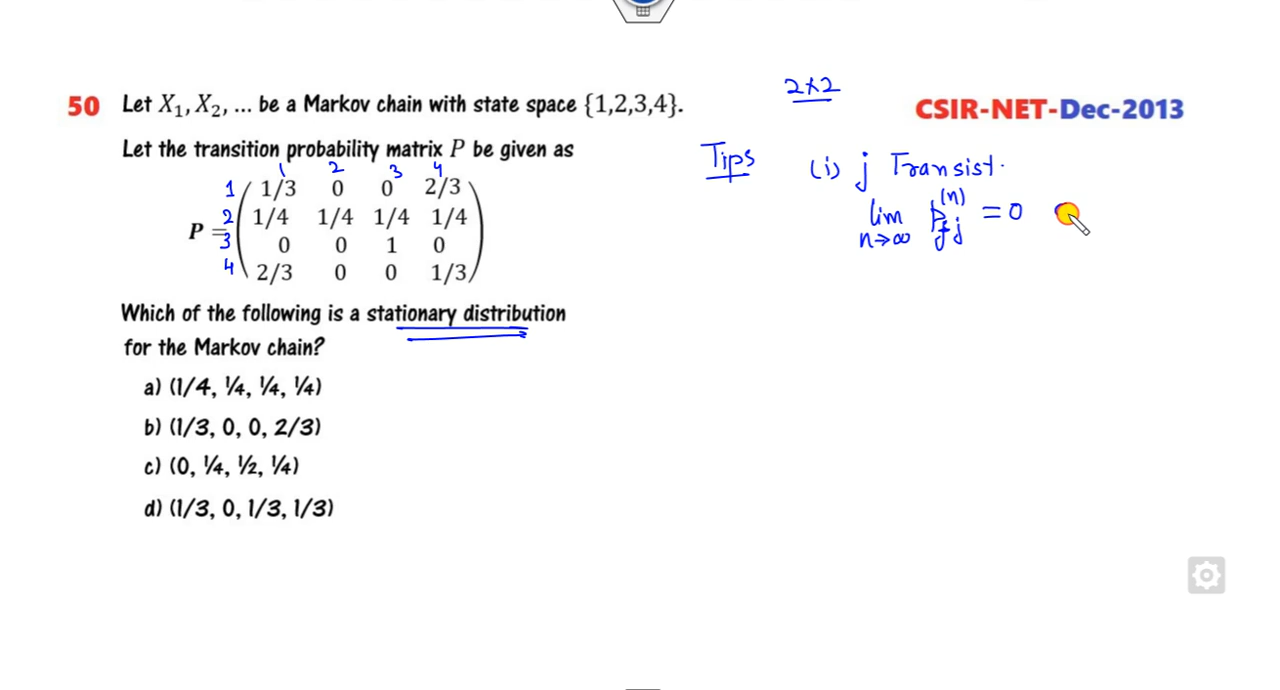 50 Let X₁, X₂, ... be a Markov chain with state space {1,2,3,4}.
2×2
CSIR-NET-Dec-2013
Let the transition probability matrix P be given as
Tips (i) j Transist.
1 2 3 4
1 1/3 0 0 2/3
2 1/4 1/4 1/4 1/4
P =
3 0 0 1 0
4 2/3 0 0 1/3
lim n→∞ p_jj^(n) = 0
Which of the following is a stationary distribution
for the Markov chain?
a) (1/4, ¼, ¼, ¼)
b) (1/3, 0, 0, 2/3)
c) (0, ¼, ½, ¼)
d) (1/3, 0, 1/3, 1/3)